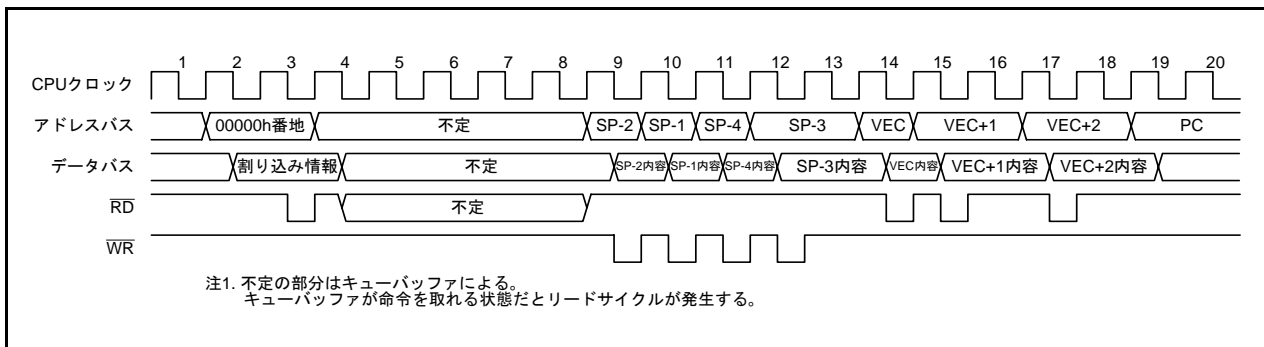 1 2 3 4 5 6 7 8 9 10 11 12 13 14 15 16 17 18 19 20
CPUクロック
アドレスバス 00000h番地 不定 SP-2 SP-1 SP-4 SP-3 VEC VEC+1 VEC+2 PC
データバス 割り込み情報 不定 SP-2内容 SP-1内容 SP-4内容 SP-3内容 VEC内容 VEC+1内容 VEC+2内容
RD 不定
WR
注1. 不定の部分はキューバッファによる。
キューバッファが命令を取れる状態だとリードサイクルが発生する。